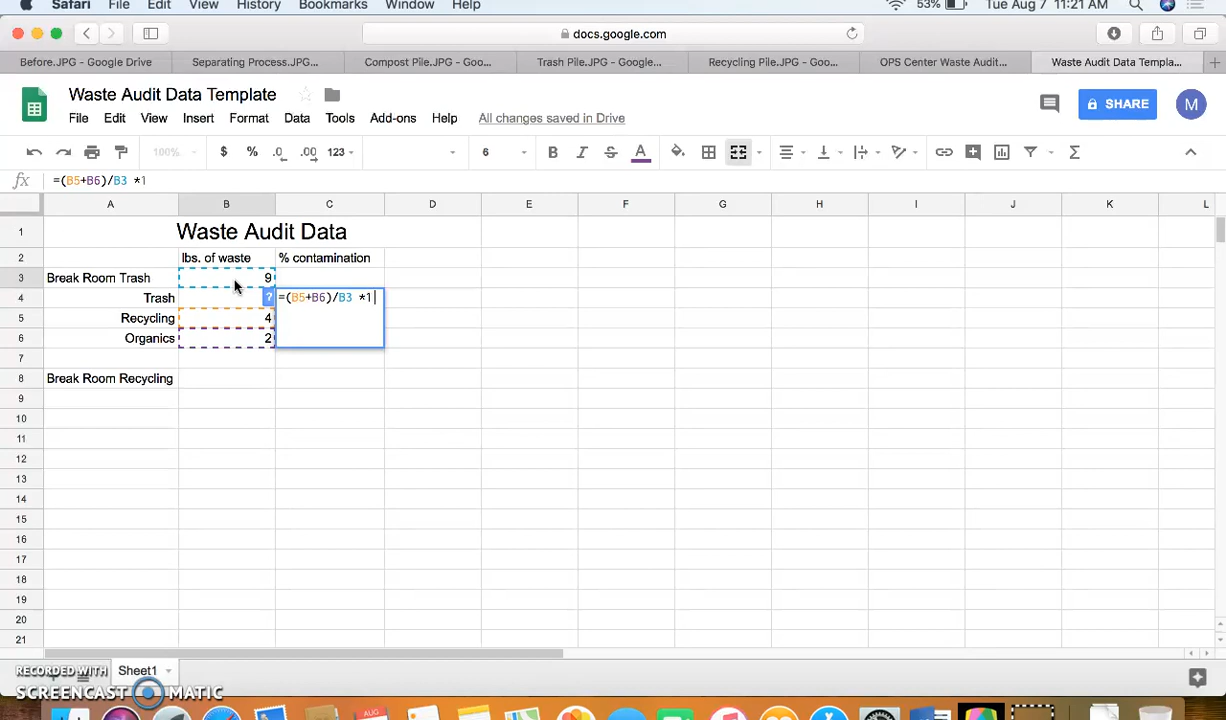 Safari File Edit View History Bookmarks Window Help 53% Tue Aug 7 11:21 AM
docs.google.com
Before.JPG - Google Drive Separating Process.JPG... Compost Pile.JPG - Goo... Trash Pile.JPG - Google... Recycling Pile.JPG - Goo... OPS Center Waste Audit... Waste Audit Data Templa...
Waste Audit Data Template
SHARE M
File Edit View Insert Format Data Tools Add-ons Help All changes saved in Drive
100% $ % .0 .00 123 6 B I S A Σ
fx =(B5+B6)/B3 *1
A B C D E F G H I J K L
1 Waste Audit Data
2 lbs. of waste % contamination
3 Break Room Trash 9
4 Trash ? =(B5+B6)/B3 *1
5 Recycling 4
6 Organics 2
7
8 Break Room Recycling
9
10
11
12
13
14
15
16
17
18
19
20
21
Sheet1
RECORDED WITH
SCREENCAST MATIC
AUG